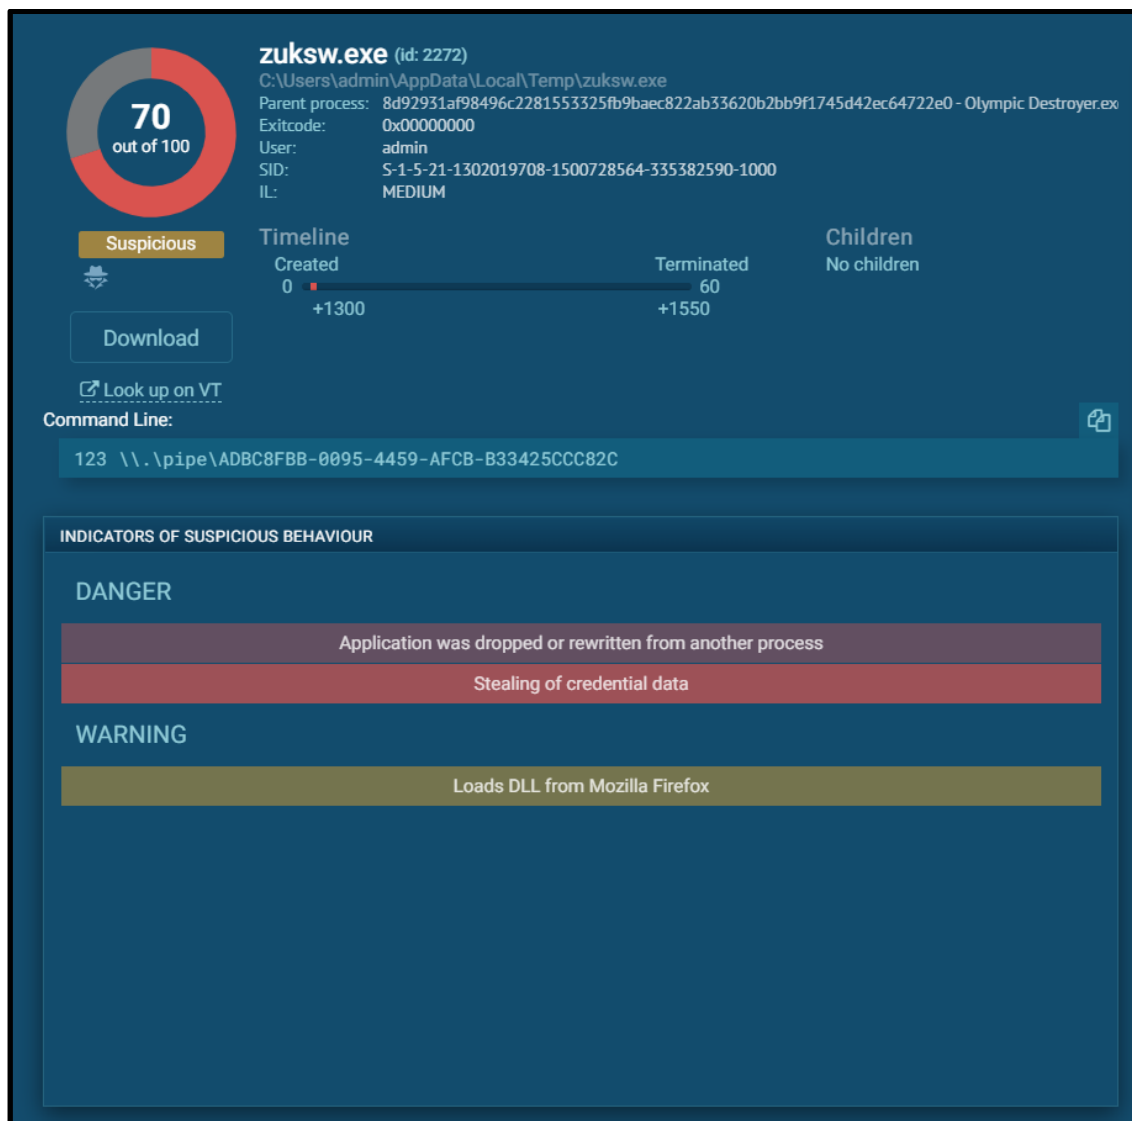 70
out of 100
Suspicious
Download
Look up on VT
zuksw.exe (id: 2272)
C:\Users\admin\AppData\Local\Temp\zuksw.exe
Parent process: 8d92931af98496c2281553325fb9baec822ab33620b2bb9f1745d42ec64722e0 - Olympic Destroyer.ex
Exitcode: 0x00000000
User: admin
SID: S-1-5-21-1302019708-1500728564-335382590-1000
IL: MEDIUM
Timeline
Created Terminated
0 60
+1300 +1550
Children
No children
Command Line:
123 \\.\pipe\ADBC8FBB-0095-4459-AFCB-B33425CCC82C
INDICATORS OF SUSPICIOUS BEHAVIOUR
DANGER
Application was dropped or rewritten from another process
Stealing of credential data
WARNING
Loads DLL from Mozilla Firefox